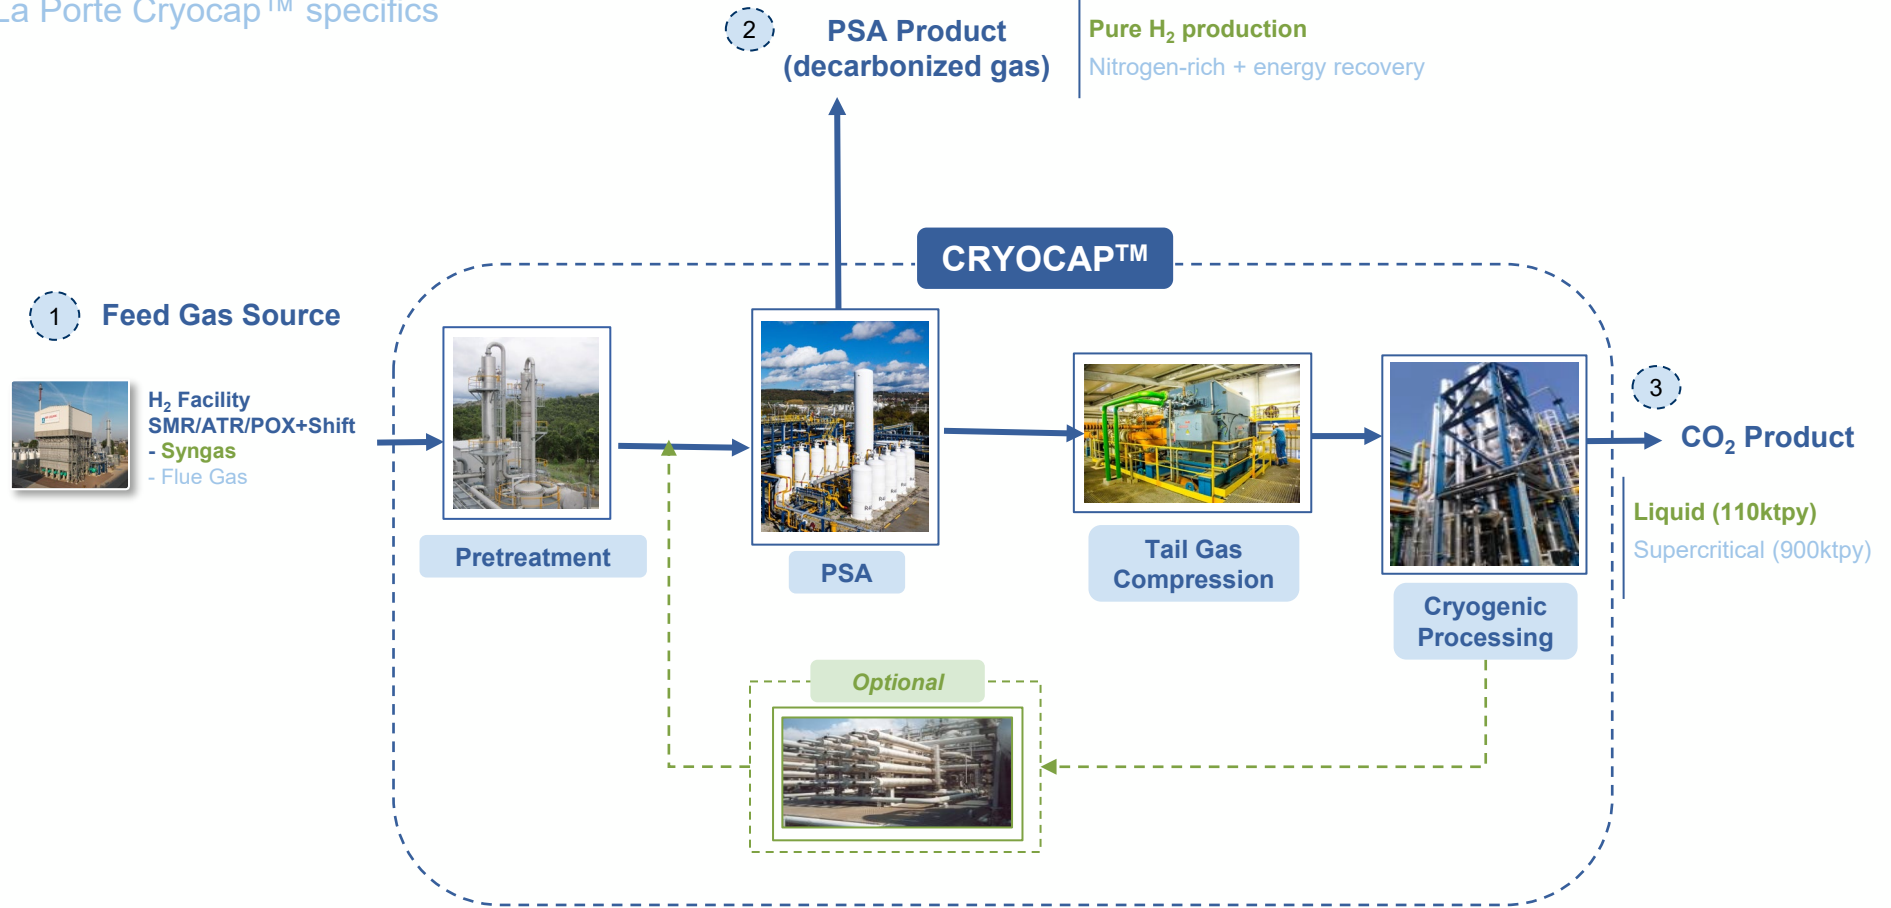 La Porte Cryocap™ specifics
2
PSA Product
(decarbonized gas)
Pure H₂ production
Nitrogen-rich + energy recovery
CRYOCAP™
1
Feed Gas Source
H₂ Facility
SMR/ATR/POX+Shift
- Syngas
- Flue Gas
Pretreatment
PSA
Tail Gas
Compression
Cryogenic
Processing
3
CO₂ Product
Liquid (110ktpy)
Supercritical (900ktpy)
Optional